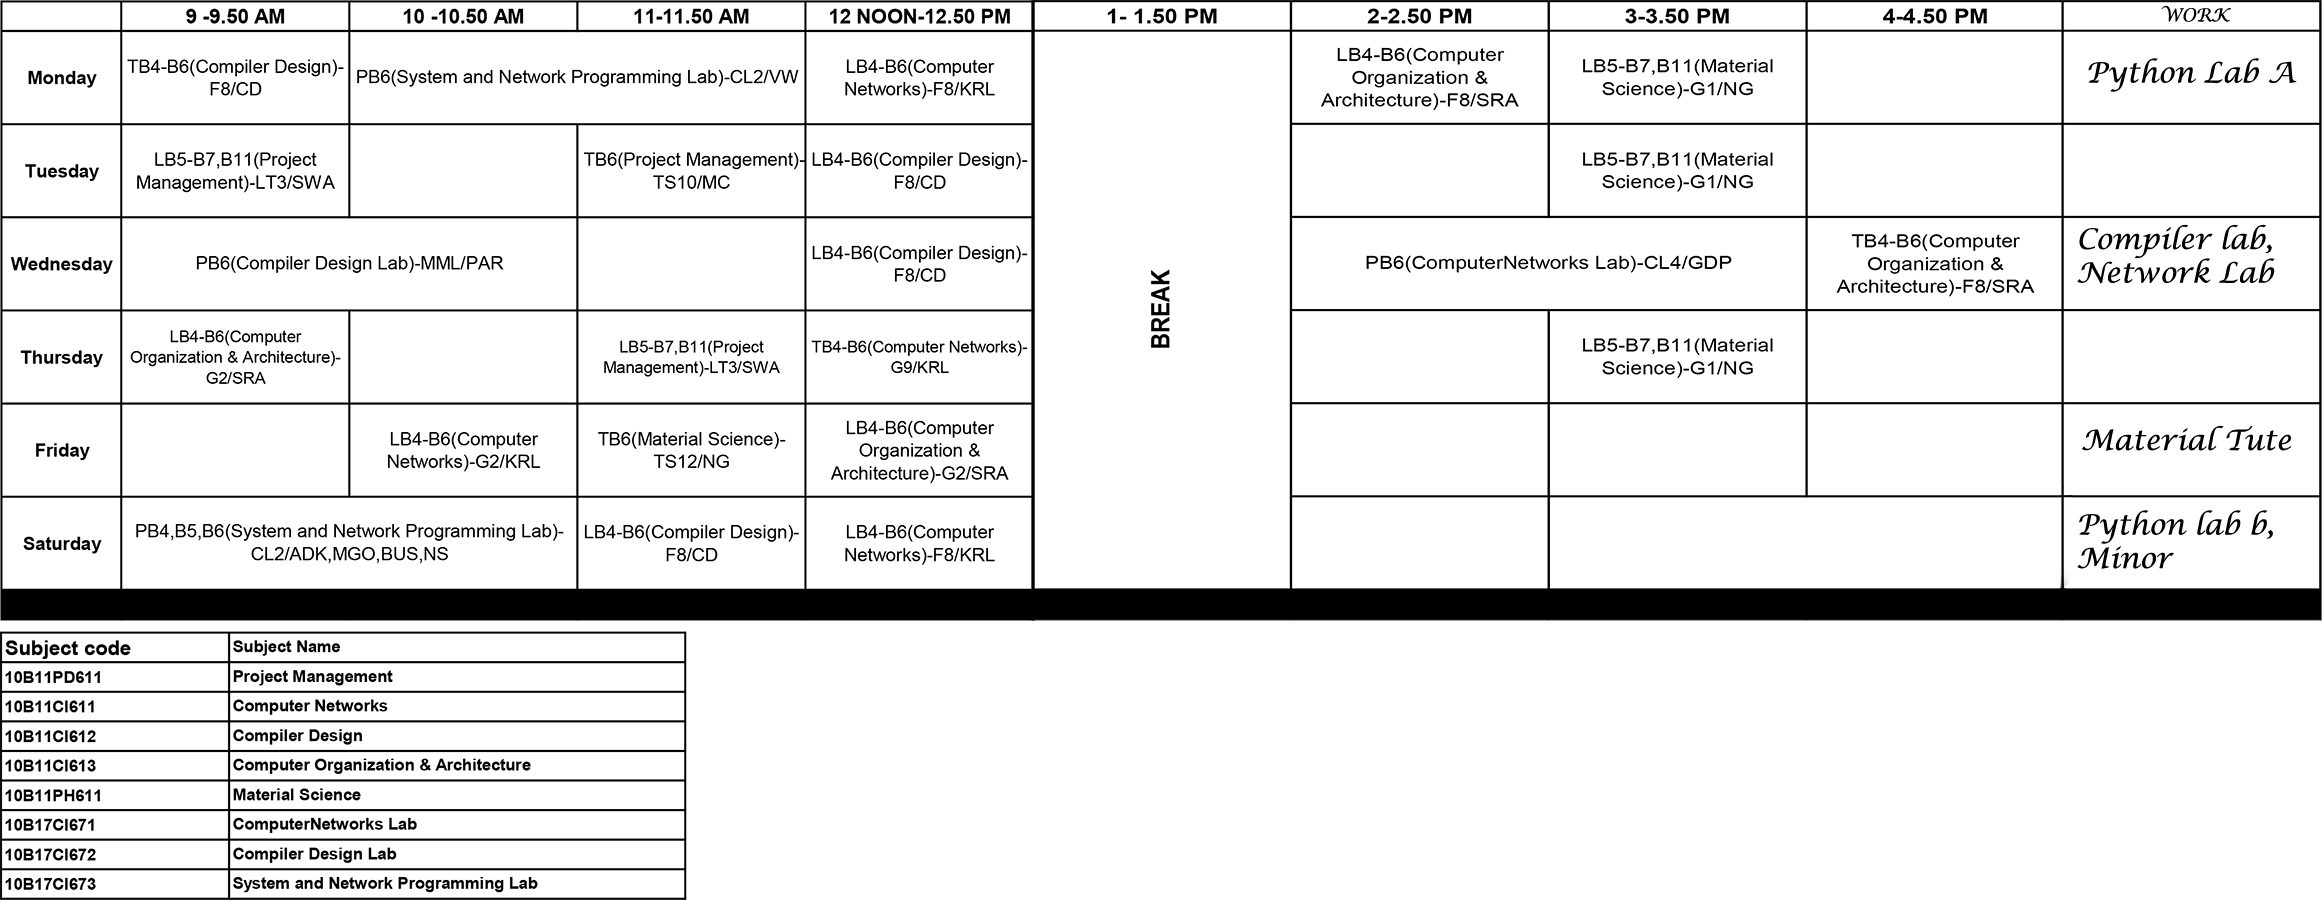 9 -9.50 AM 10 -10.50 AM 11-11.50 AM 12 NOON-12.50 PM 1- 1.50 PM 2-2.50 PM 3-3.50 PM 4-4.50 PM WORK
Monday
TB4-B6(Compiler Design)-
F8/CD
PB6(System and Network Programming Lab)-CL2/VW
LB4-B6(Computer
Networks)-F8/KRL
LB4-B6(Computer
Organization &
Architecture)-F8/SRA
LB5-B7,B11(Material
Science)-G1/NG
Python Lab A
Tuesday
LB5-B7,B11(Project
Management)-LT3/SWA
TB6(Project Management)-
TS10/MC
LB4-B6(Compiler Design)-
F8/CD
LB5-B7,B11(Material
Science)-G1/NG
Wednesday
PB6(Compiler Design Lab)-MML/PAR
LB4-B6(Compiler Design)-
F8/CD
BREAK
PB6(ComputerNetworks Lab)-CL4/GDP
TB4-B6(Computer
Organization &
Architecture)-F8/SRA
Compiler lab,
Network Lab
Thursday
LB4-B6(Computer
Organization & Architecture)-
G2/SRA
LB5-B7,B11(Project
Management)-LT3/SWA
TB4-B6(Computer Networks)-
G9/KRL
LB5-B7,B11(Material
Science)-G1/NG
Friday
LB4-B6(Computer
Networks)-G2/KRL
TB6(Material Science)-
TS12/NG
LB4-B6(Computer
Organization &
Architecture)-G2/SRA
Material Tute
Saturday
PB4,B5,B6(System and Network Programming Lab)-
CL2/ADK,MGO,BUS,NS
LB4-B6(Compiler Design)-
F8/CD
LB4-B6(Computer
Networks)-F8/KRL
Python lab b,
Minor
Subject code Subject Name
10B11PD611 Project Management
10B11CI611 Computer Networks
10B11CI612 Compiler Design
10B11CI613 Computer Organization & Architecture
10B11PH611 Material Science
10B17CI671 ComputerNetworks Lab
10B17CI672 Compiler Design Lab
10B17CI673 System and Network Programming Lab